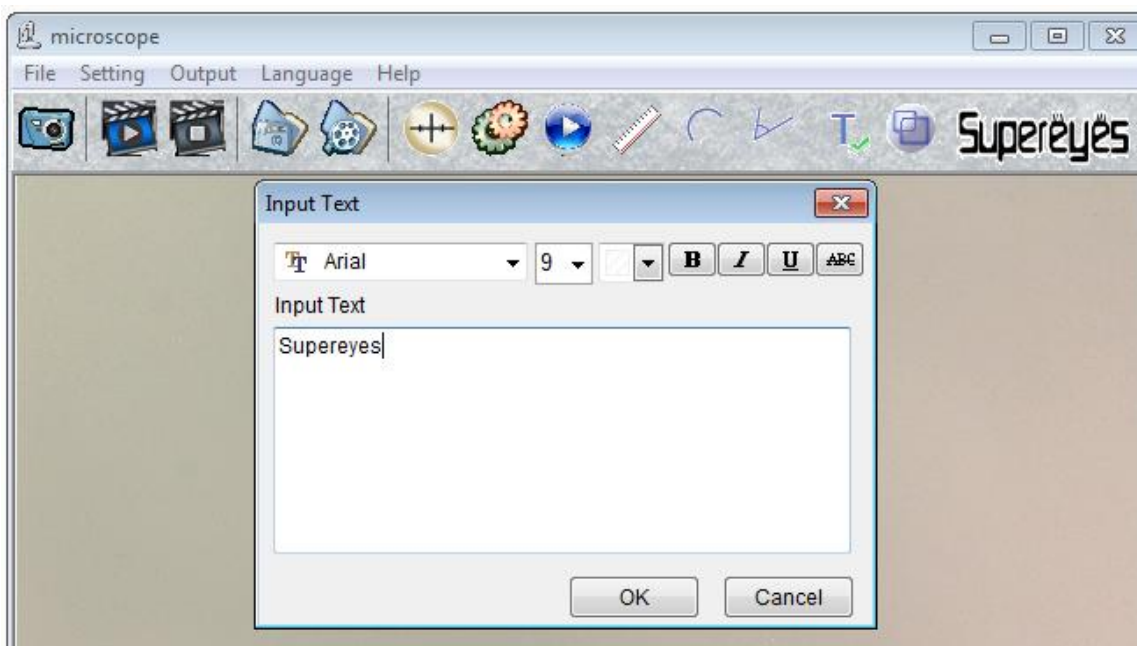 microscope
File Setting Output Language Help
T Supereyes
Input Text
Arial 9 B I U ABC
Input Text
Supereyes
OK Cancel